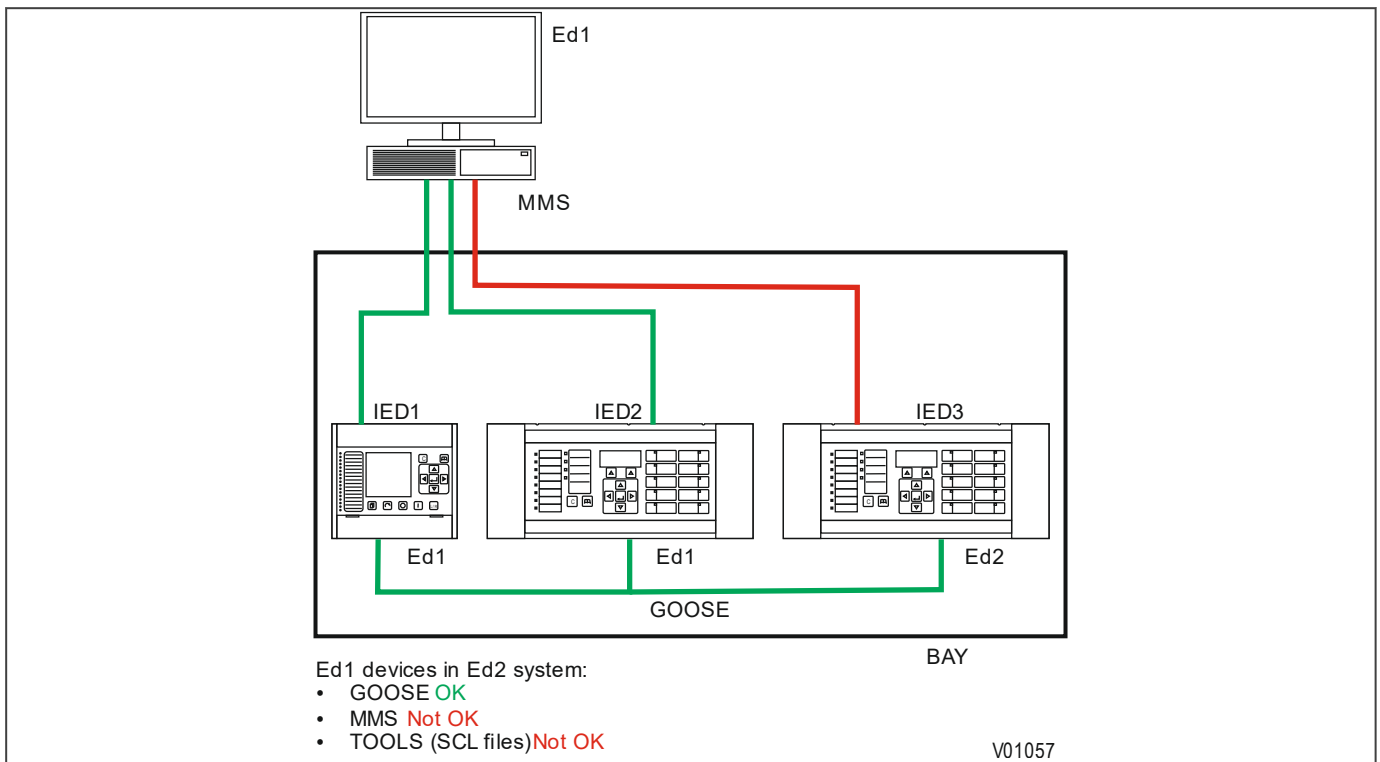 Ed1
MMS
IED1
IED2
IED3
Ed1
Ed1
Ed2
GOOSE
BAY
Ed1 devices in Ed2 system:
• GOOSE OK
• MMS Not OK
• TOOLS (SCL files)Not OK
V01057